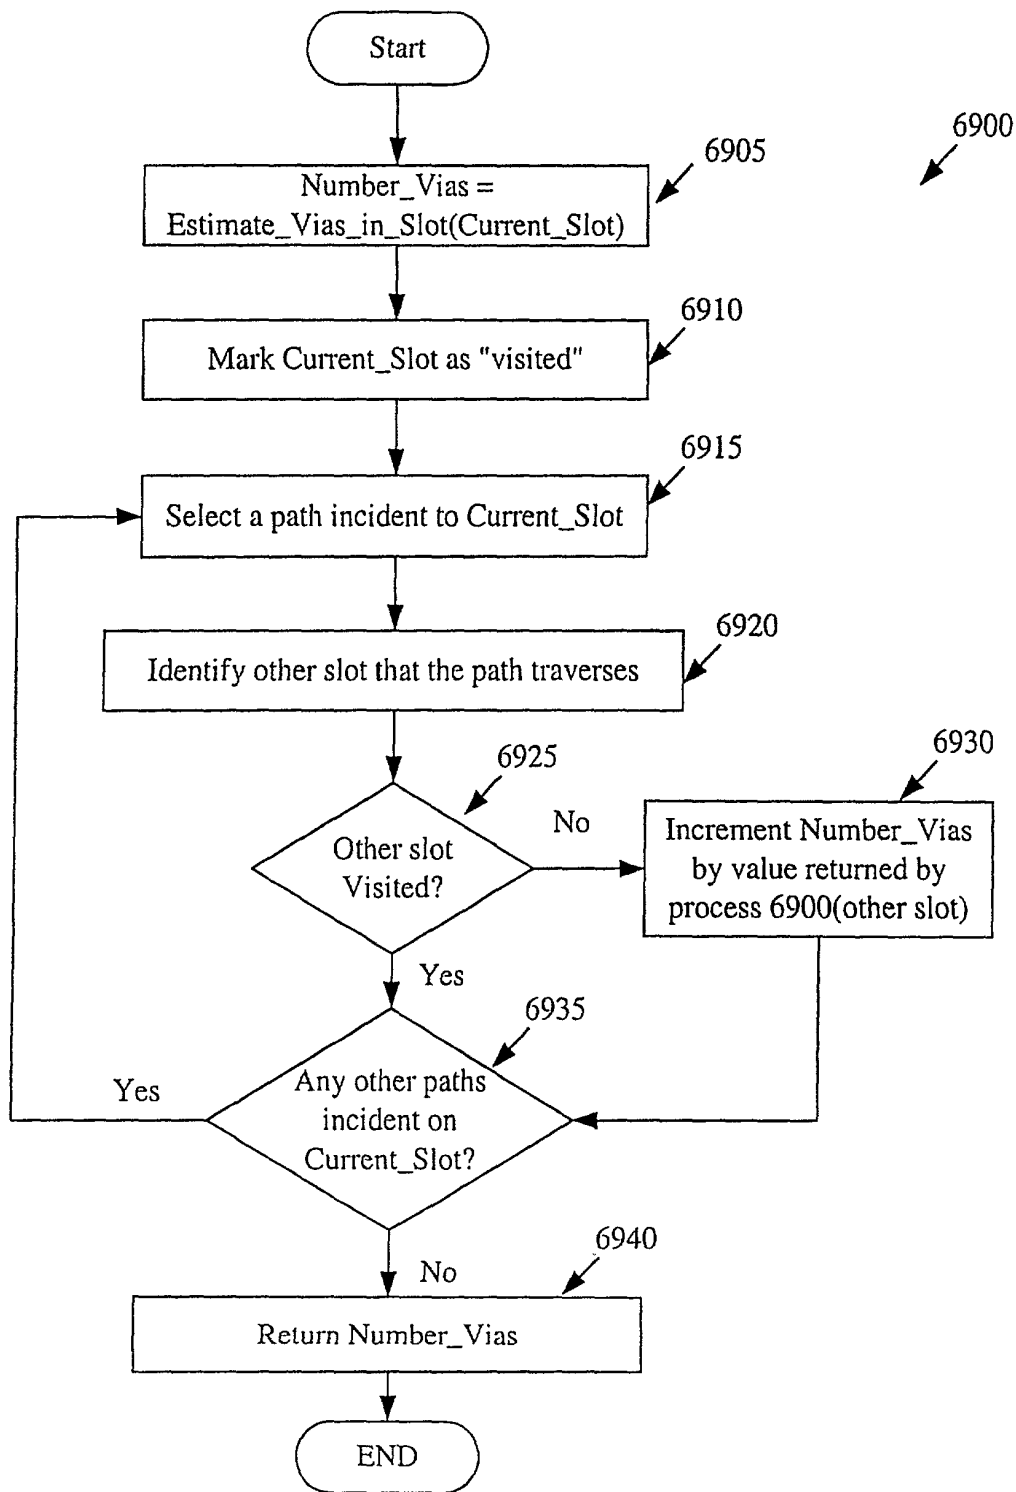 Start
6900
6905
Number_Vias =
Estimate_Vias_in_Slot(Current_Slot)
6910
Mark Current_Slot as "visited"
6915
Select a path incident to Current_Slot
6920
Identify other slot that the path traverses
6925
6930
Other slot
Visited?
No
Increment Number_Vias
by value returned by
process 6900(other slot)
Yes
6935
Any other paths
incident on
Current_Slot?
Yes
No
6940
Return Number_Vias
END